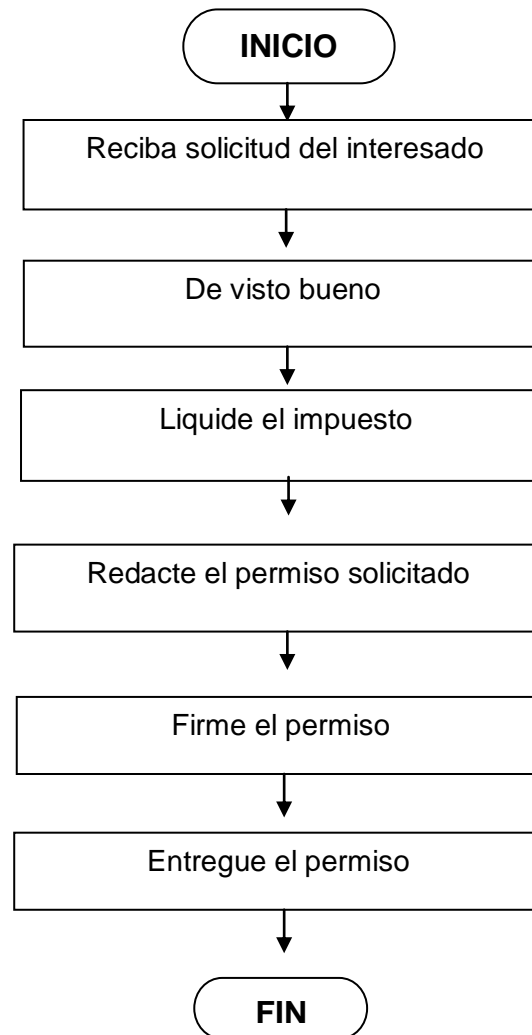 INICIO
Reciba solicitud del interesado
De visto bueno
Liquide el impuesto
Redacte el permiso solicitado
Firme el permiso
Entregue el permiso
FIN